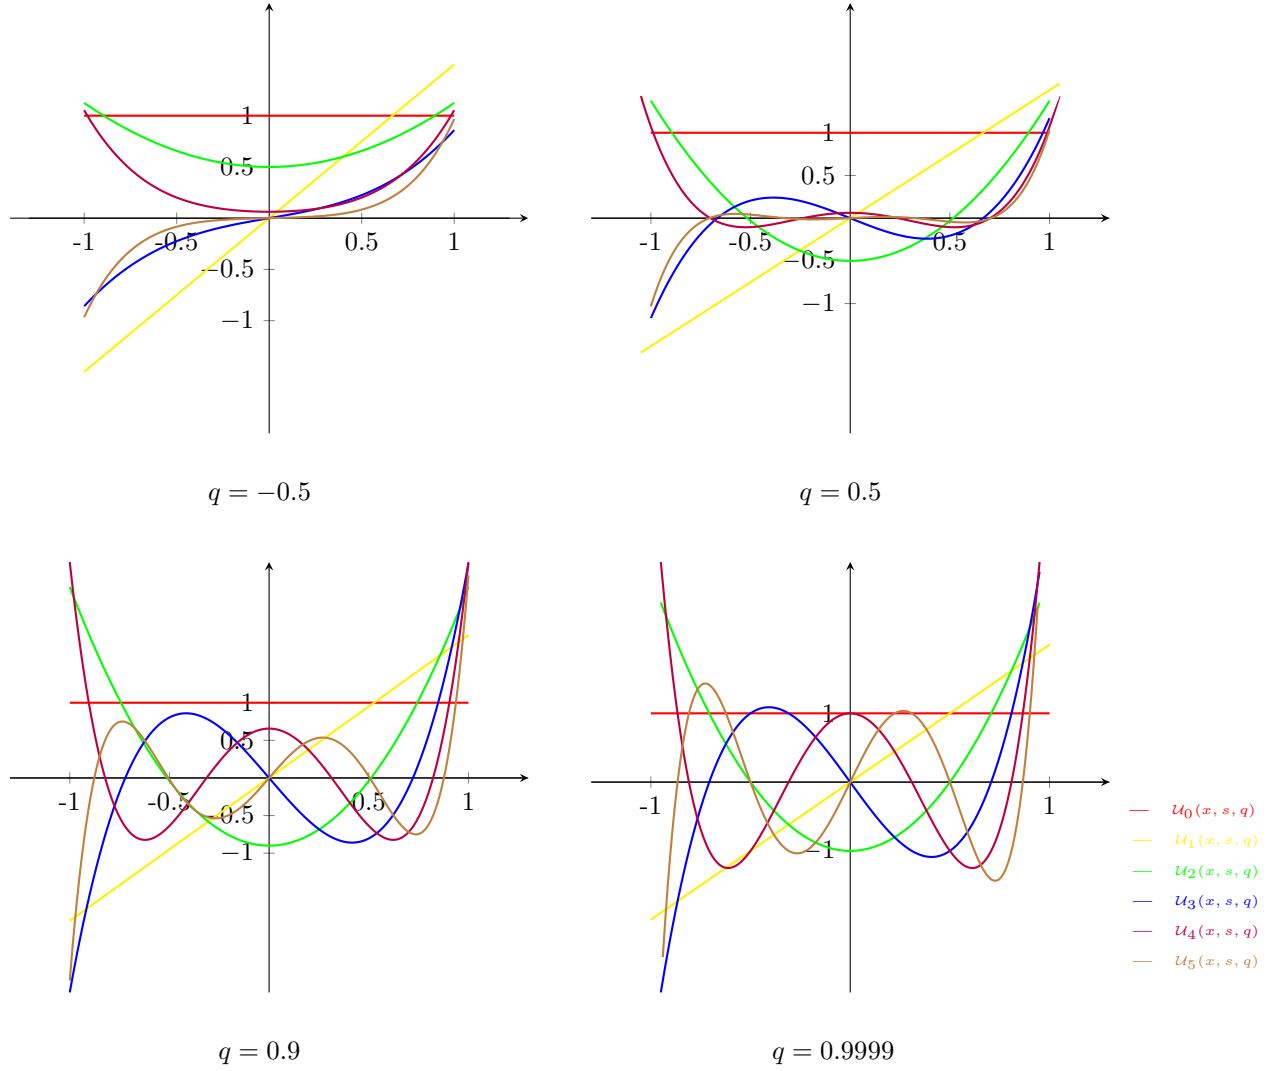 1
0.5
-1
-0.5
0.5
1
−0.5
−1
q = −0.5
1
0.5
-1
-0.5
0.5
1
−0.5
−1
q = 0.5
1
0.5
-1
-0.5
0.5
1
−0.5
−1
q = 0.9
1
-1
1
−1
q = 0.9999
𝒰₀(x, s, q)
𝒰₁(x, s, q)
𝒰₂(x, s, q)
𝒰₃(x, s, q)
𝒰₄(x, s, q)
𝒰₅(x, s, q)